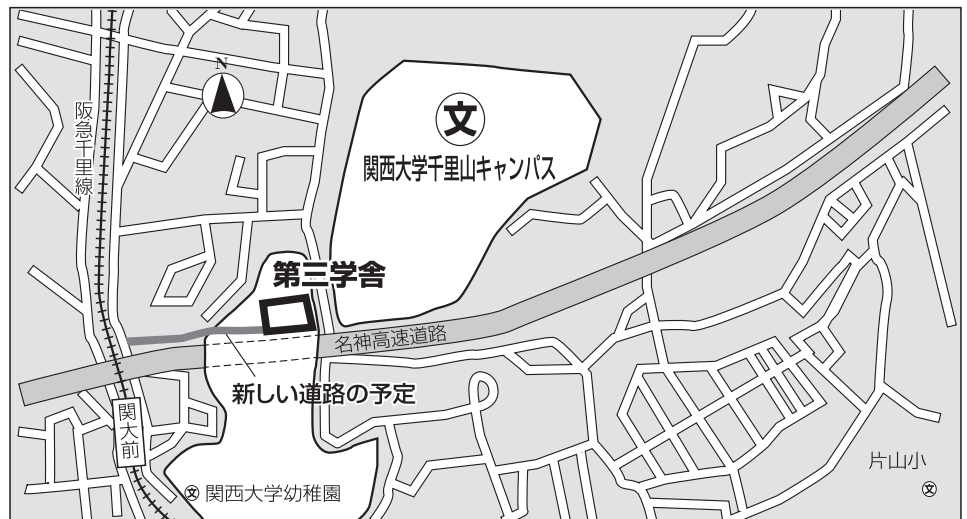 N
阪急千里線
文
関西大学千里山キャンパス
第三学舎
名神高速道路
新しい道路の予定
関大前
文 関西大学幼稚園
片山小
文